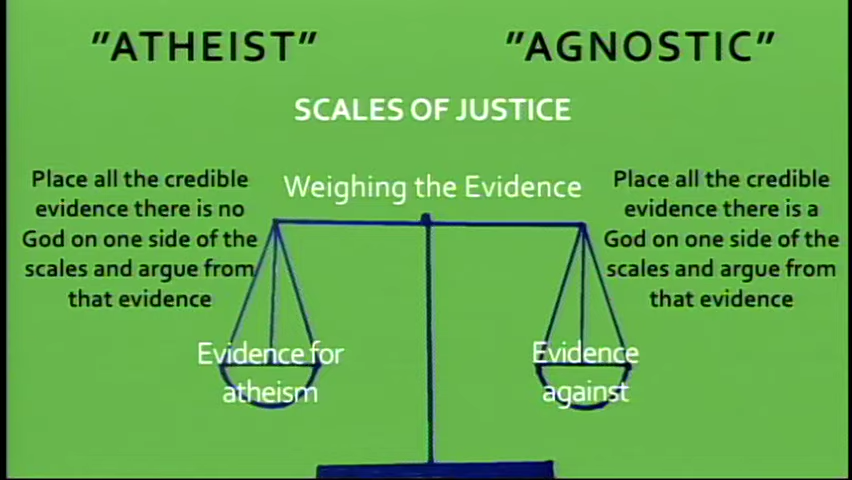 "ATHEIST"
"AGNOSTIC"
SCALES OF JUSTICE
Weighing the Evidence
Place all the credible
evidence there is no
God on one side of the
scales and argue from
that evidence
Place all the credible
evidence there is a
God on one side of the
scales and argue from
that evidence
Evidence for
atheism
Evidence
against